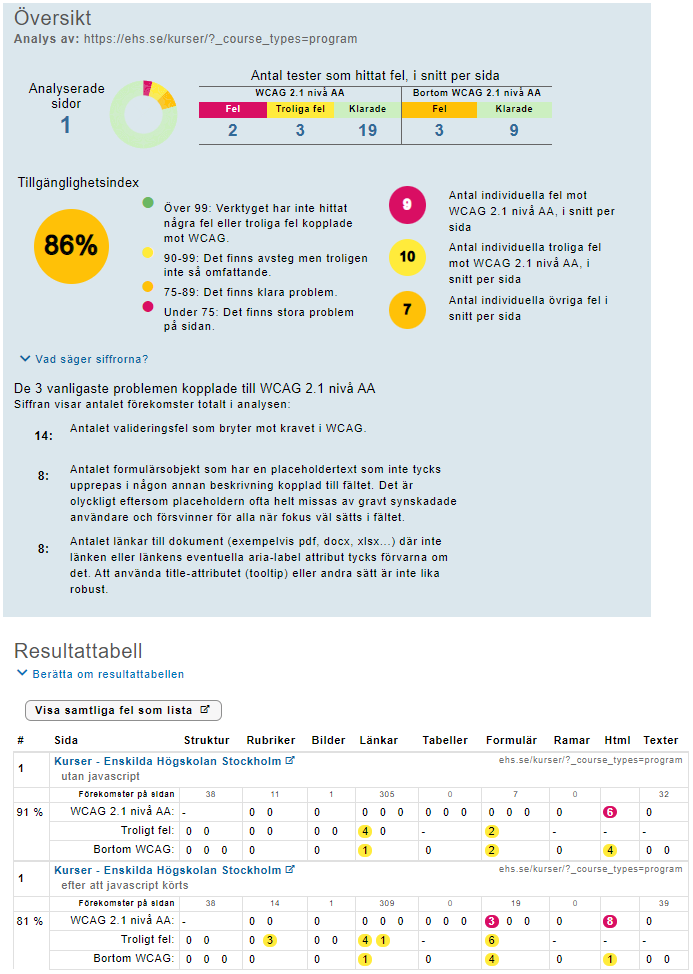 Översikt
Analys av: https://ehs.se/kurser/?_course_types=program
Analyserade
sidor
1
Antal tester som hittat fel, i snitt per sida
WCAG 2.1 nivå AA Bortom WCAG 2.1 nivå AA
Fel Troliga fel Klarade Fel Klarade
2 3 19 3 9
Tillgänglighetsindex
86%
Över 99: Verktyget har inte hittat
några fel eller troliga fel kopplade
mot WCAG.
90-99: Det finns avsteg men troligen
inte så omfattande.
75-89: Det finns klara problem.
Under 75: Det finns stora problem
på sidan.
9
Antal individuella fel mot
WCAG 2.1 nivå AA, i snitt per
sida
10
Antal individuella troliga fel
mot WCAG 2.1 nivå AA, i
snitt per sida
7
Antal individuella övriga fel i
snitt per sida
Vad säger siffrorna?
De 3 vanligaste problemen kopplade till WCAG 2.1 nivå AA
Siffran visar antalet förekomster totalt i analysen:
14: Antalet valideringsfel som bryter mot kravet i WCAG.
8: Antalet formulärsobjekt som har en placeholdertext som inte tycks
upprepas i någon annan beskrivning kopplad till fältet. Det är
olyckligt eftersom placeholdern ofta helt missas av gravt synskadade
användare och försvinner för alla när fokus väl sätts i fältet.
8: Antalet länkar till dokument (exempelvis pdf, docx, xlsx...) där inte
länken eller länkens eventuella aria-label attribut tycks förvarna om
det. Att använda title-attributet (tooltip) eller andra sätt är inte lika
robust.
Resultattabell
Berätta om resultattabellen
Visa samtliga fel som lista
# Sida Struktur Rubriker Bilder Länkar Tabeller Formulär Ramar Html Texter
1 Kurser - Enskilda Högskolan Stockholm ehs.se/kurser/?_course_types=program
utan javascript
Förekomster på sidan 38 11 1 305 0 7 0 32
91 % WCAG 2.1 nivå AA: - 0 0 0 0 0 0 0 0 0 0 0 0 0 6 0
Troligt fel: 0 0 0 0 0 0 4 0 - 2 - - -
Bortom WCAG: 0 0 0 0 0 1 0 2 0 4 0 0
1 Kurser - Enskilda Högskolan Stockholm ehs.se/kurser/?_course_types=program
efter att javascript körts
Förekomster på sidan 38 14 1 309 0 19 0 39
81 % WCAG 2.1 nivå AA: - 0 0 0 0 0 0 0 0 0 3 0 0 0 8 0
Troligt fel: 0 0 0 3 0 0 4 1 - 6 - - -
Bortom WCAG: 0 0 0 0 0 1 0 4 0 1 0 0